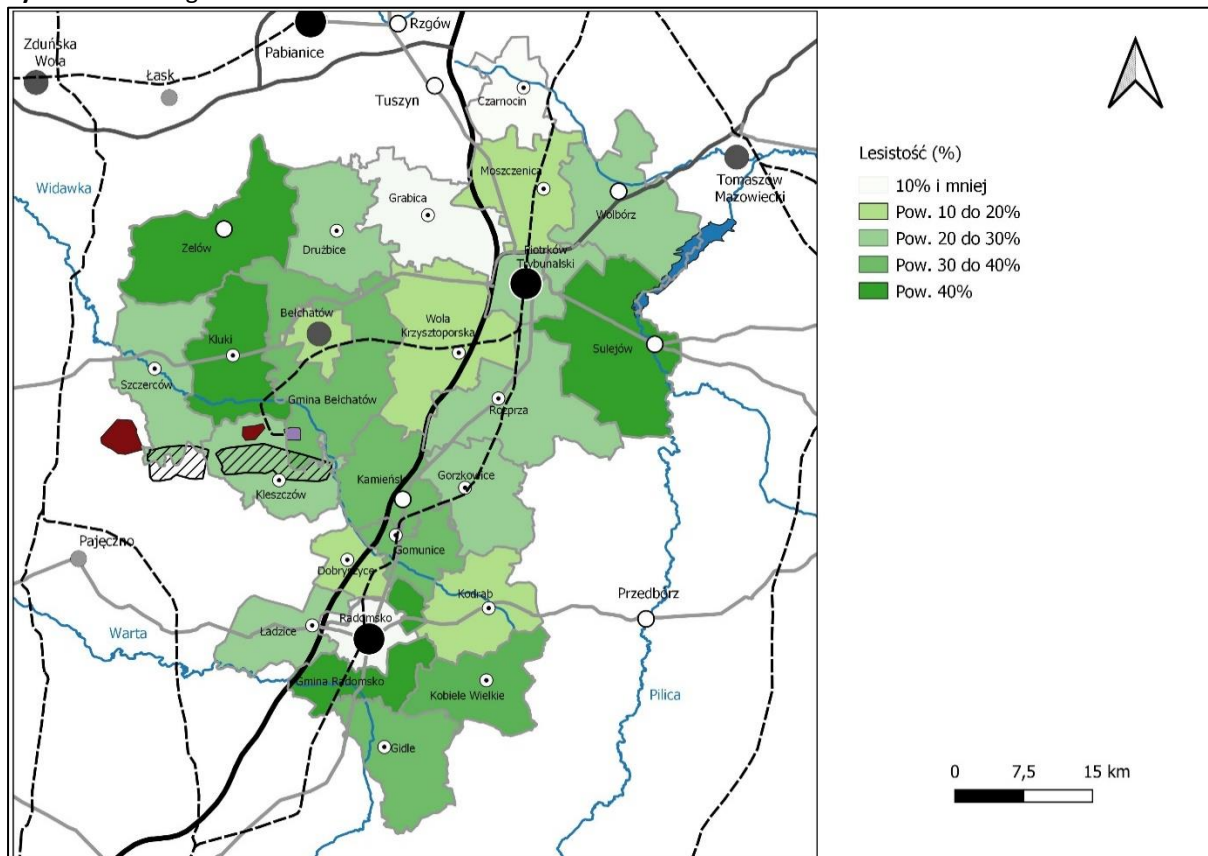 Rzgów
Zduńska
Wola
Pabianice
Łask
Tuszyn
Czarnocin
Lesistość (%)
10% i mniej
Pow. 10 do 20%
Pow. 20 do 30%
Pow. 30 do 40%
Pow. 40%
Widawka
Moszczenica
Tomaszów
Mazowiecki
Grabica
Wolbórz
Zelów
Drużbice
Piotrków
Trybunalski
Bełchatów
Wola
Krzysztoporska
Kluki
Sulejów
Szczerców
Gmina Bełchatów
Rozprza
Kamieńsk
Gorzkowice
Kleszczów
Gomunice
Pajęczno
Dobryszyce
Przedbórz
Kodrąb
Radomsko
Ładzice
Warta
Gmina Radomsko
Kobiele Wielkie
Pilica
Gidle
0 7,5 15 km